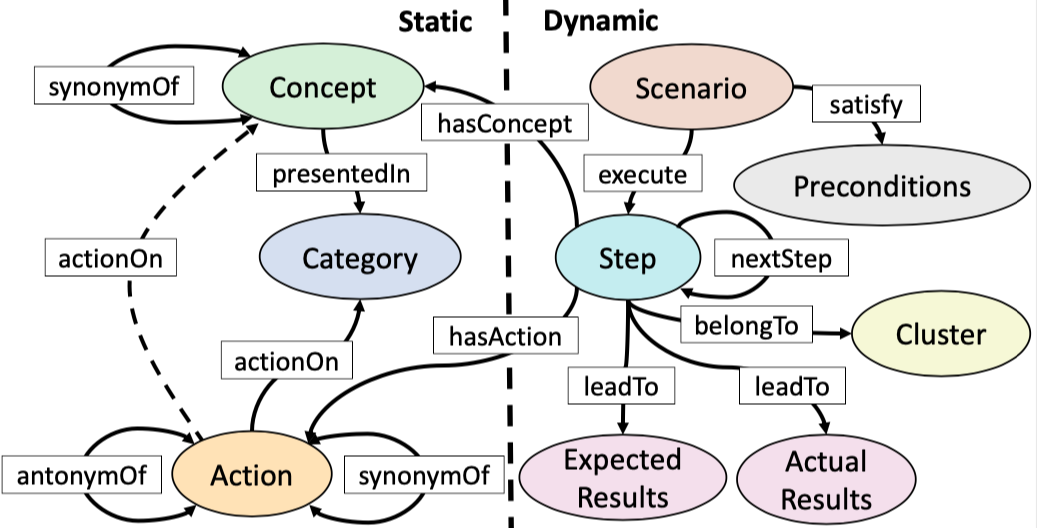 Static
Dynamic
synonymOf
Concept
Scenario
satisfy
hasConcept
presentedIn
execute
Preconditions
actionOn
Category
Step
nextStep
belongTo
Cluster
hasAction
actionOn
leadTo
leadTo
antonymOf
Action
synonymOf
Expected
Results
Actual
Results